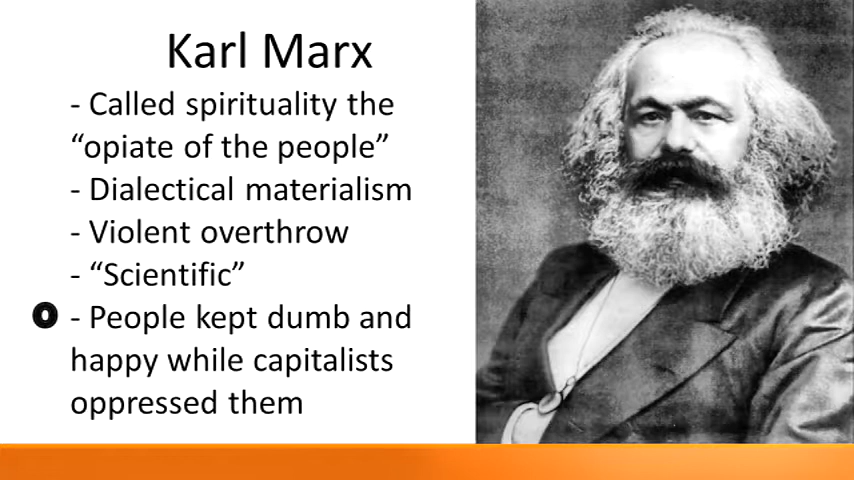 Karl Marx
- Called spirituality the
“opiate of the people”
- Dialectical materialism
- Violent overthrow
- “Scientific”
- People kept dumb and
happy while capitalists
oppressed them